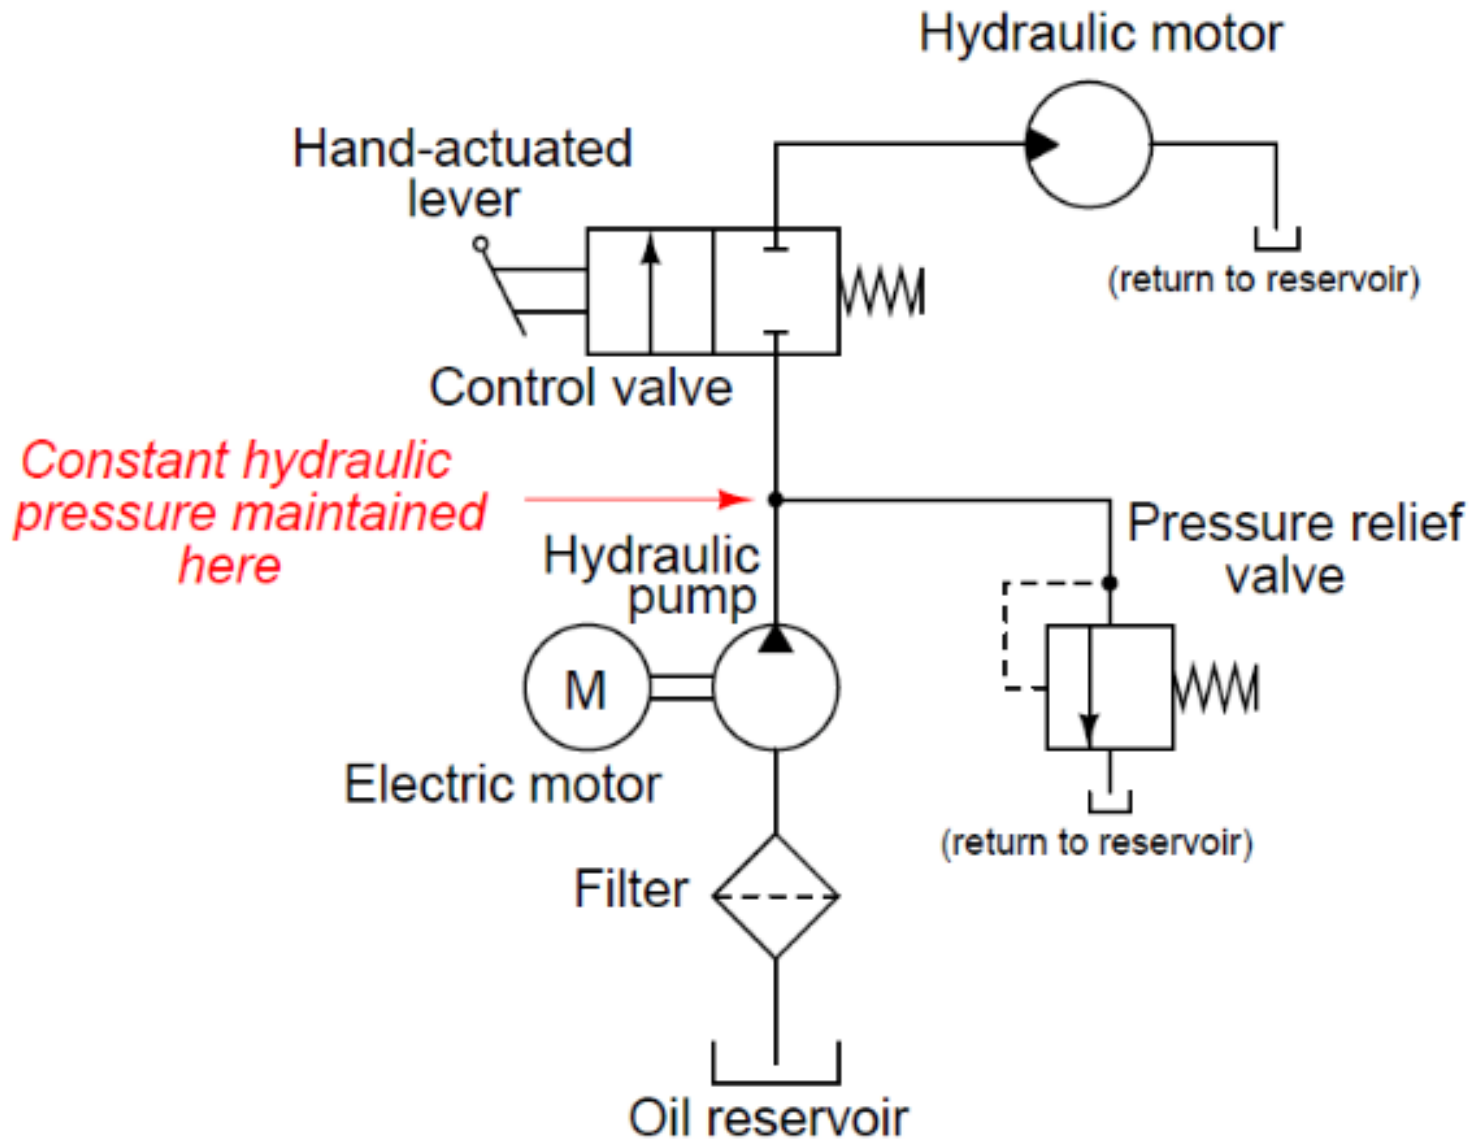 Hydraulic motor
Hand-actuated
lever
(return to reservoir)
Control valve
Constant hydraulic
pressure maintained
here
Hydraulic
pump
Pressure relief
valve
M
Electric motor
(return to reservoir)
Filter
Oil reservoir